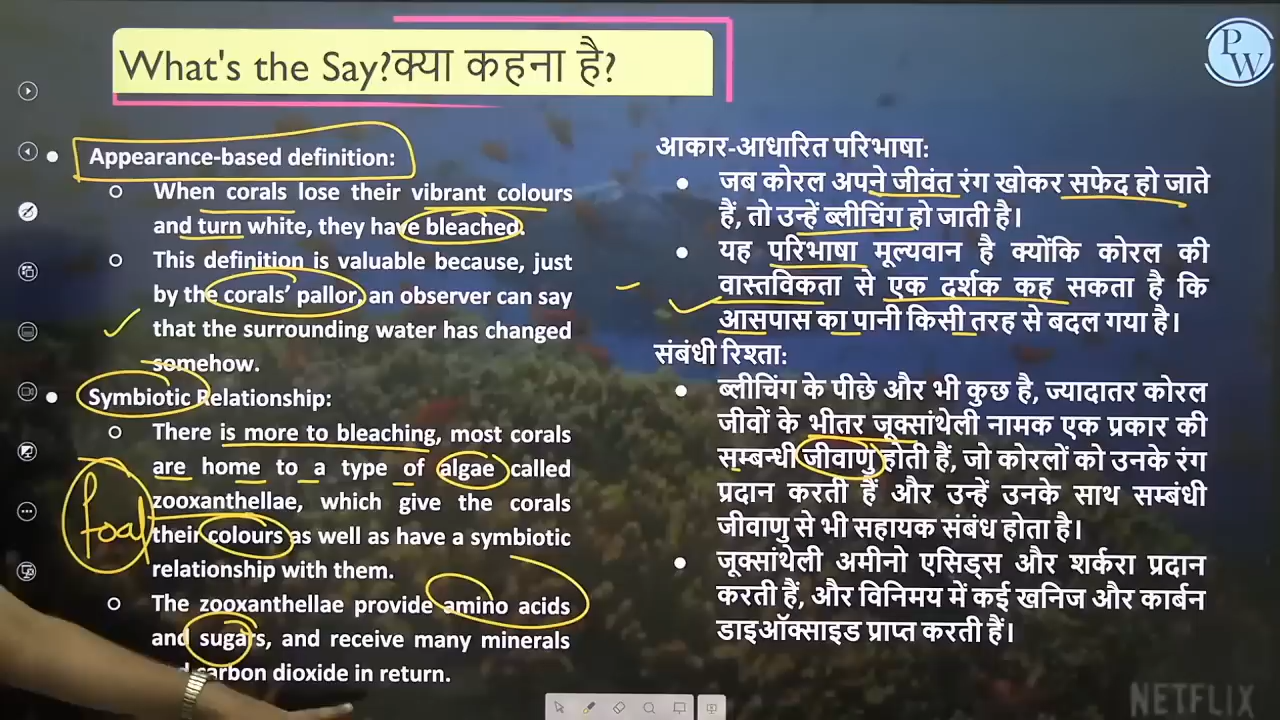 What's the Say?क्या कहना है?
PW
Appearance-based definition:
When corals lose their vibrant colours
and turn white, they have bleached.
This definition is valuable because, just
by the corals' pallor, an observer can say
that the surrounding water has changed
somehow.
Symbiotic Relationship:
There is more to bleaching, most corals
are home to a type of algae called
zooxanthellae, which give the corals
their colours as well as have a symbiotic
relationship with them.
The zooxanthellae provide amino acids
and sugars, and receive many minerals
carbon dioxide in return.
आकार-आधारित परिभाषा:
जब कोरल अपने जीवंत रंग खोकर सफेद हो जाते
हैं, तो उन्हें ब्लीचिंग हो जाती है।
यह परिभाषा मूल्यवान है क्योंकि कोरल की
वास्तविकता से एक दर्शक कह सकता है कि
आसपास का पानी किसी तरह से बदल गया है।
संबंधी रिश्ता:
ब्लीचिंग के पीछे और भी कुछ है, ज्यादातर कोरल
जीवों के भीतर जूक्सांथेली नामक एक प्रकार की
सम्बन्धी जीवाणु होती हैं, जो कोरलों को उनके रंग
प्रदान करती हैं और उन्हें उनके साथ सम्बंधी
जीवाणु से भी सहायक संबंध होता है।
जूक्सांथेली अमीनो एसिड्स और शर्करा प्रदान
करती हैं, और विनिमय में कई खनिज और कार्बन
डाइऑक्साइड प्राप्त करती हैं।
NETFLIX